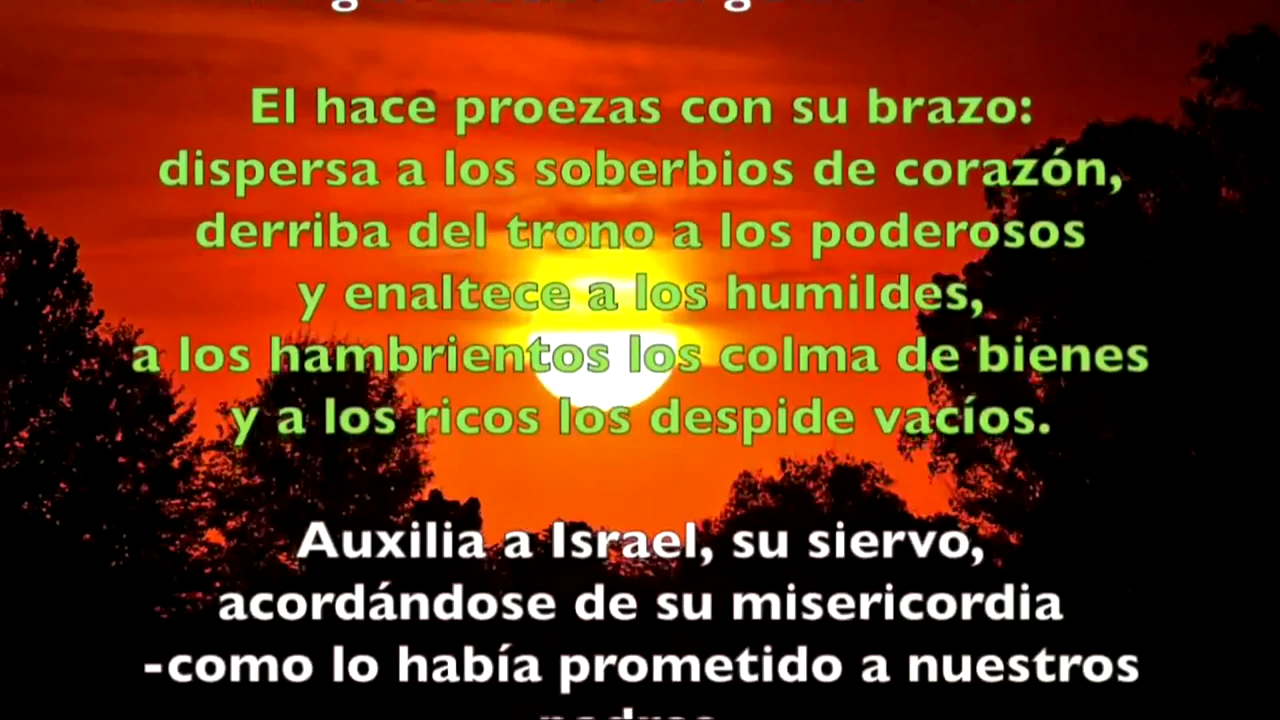 El hace proezas con su brazo:
dispersa a los soberbios de corazón,
derriba del trono a los poderosos
y enaltece a los humildes,
a los hambrientos los colma de bienes
y a los ricos los despide vacíos.
Auxilia a Israel, su siervo,
acordándose de su misericordia
-como lo había prometido a nuestros